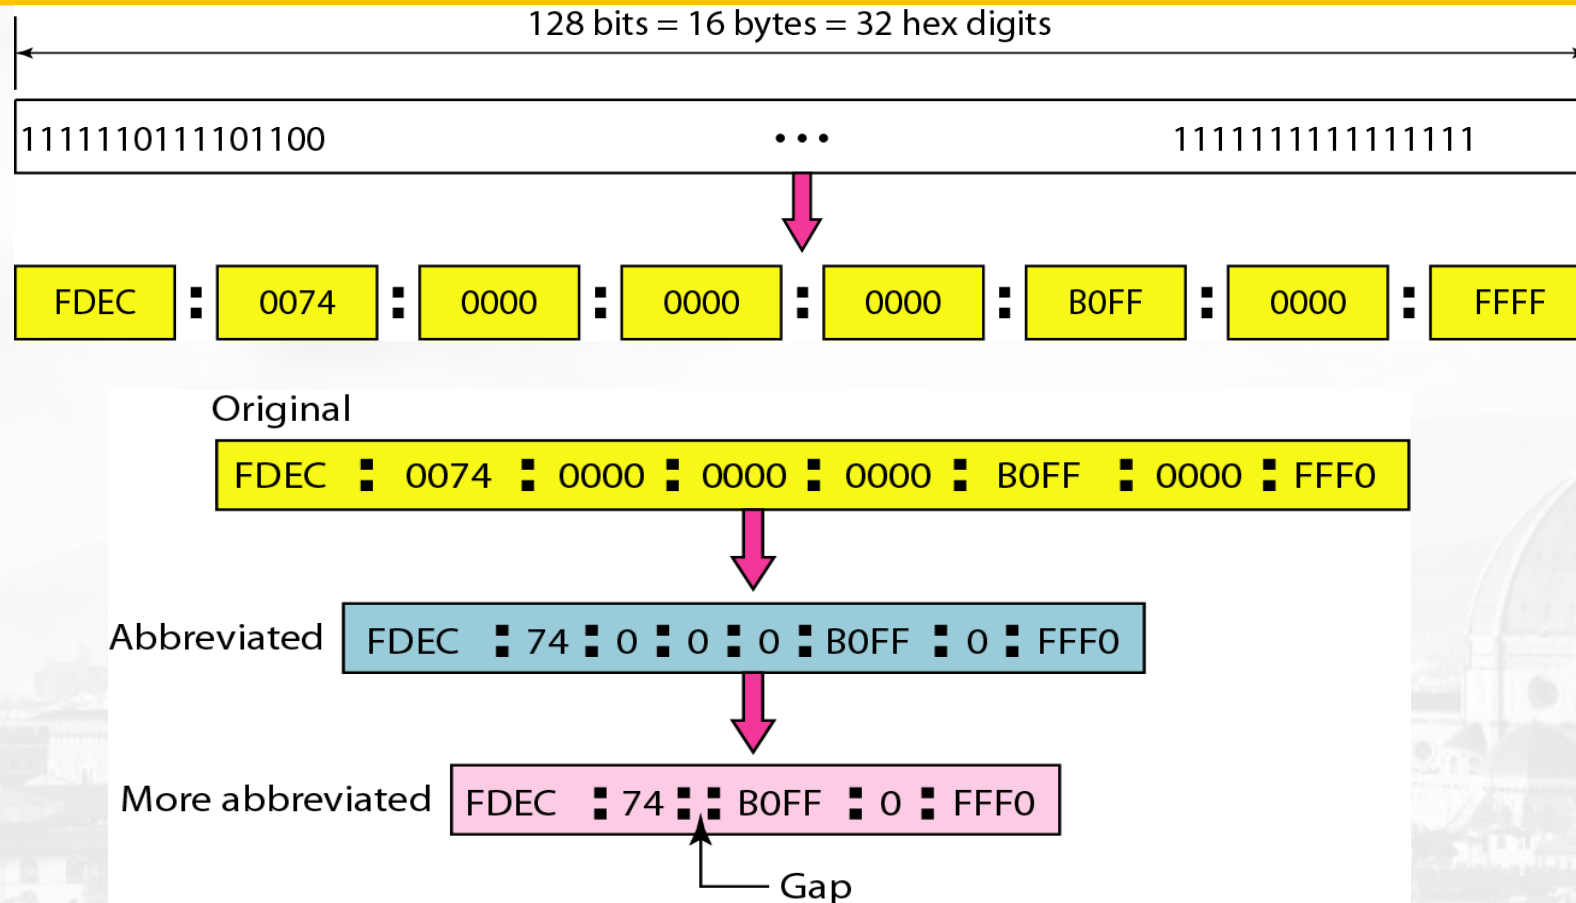 128 bits = 16 bytes = 32 hex digits
1111110111101100 ••• 1111111111111111
FDEC : 0074 : 0000 : 0000 : 0000 : B0FF : 0000 : FFFF
Original
FDEC : 0074 : 0000 : 0000 : 0000 : B0FF : 0000 : FFF0
Abbreviated FDEC : 74 : 0 : 0 : 0 : B0FF : 0 : FFF0
More abbreviated FDEC : 74 : : B0FF : 0 : FFF0
Gap